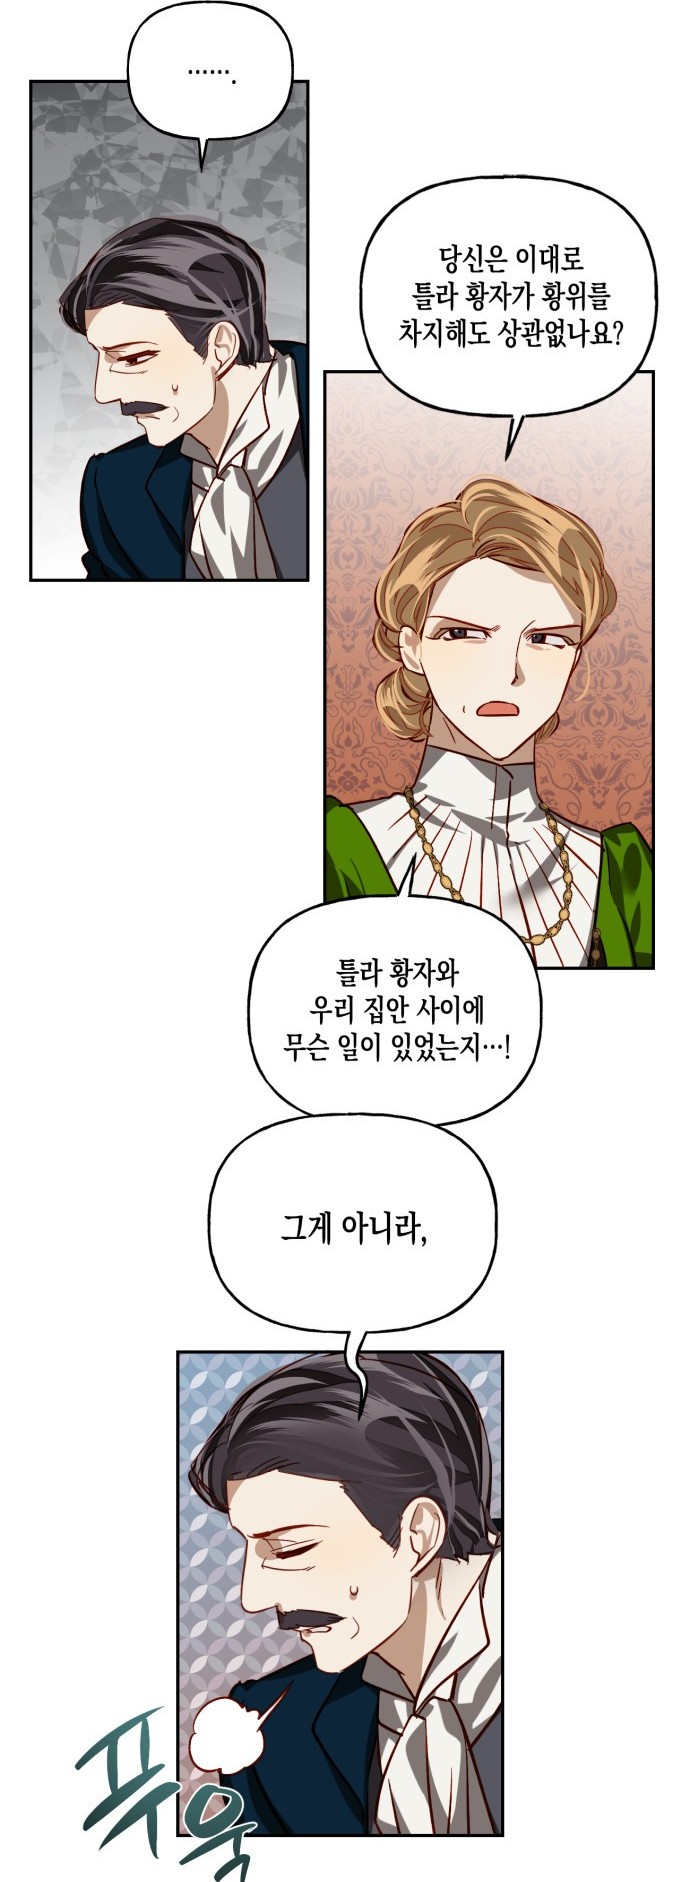 …….
당신은 이대로
틀라 황자가 황위를
차지해도 상관없나요?
틀라 황자와
우리 집안 사이에
무슨 일이 있었는지…!
그게 아니라,
푸욱